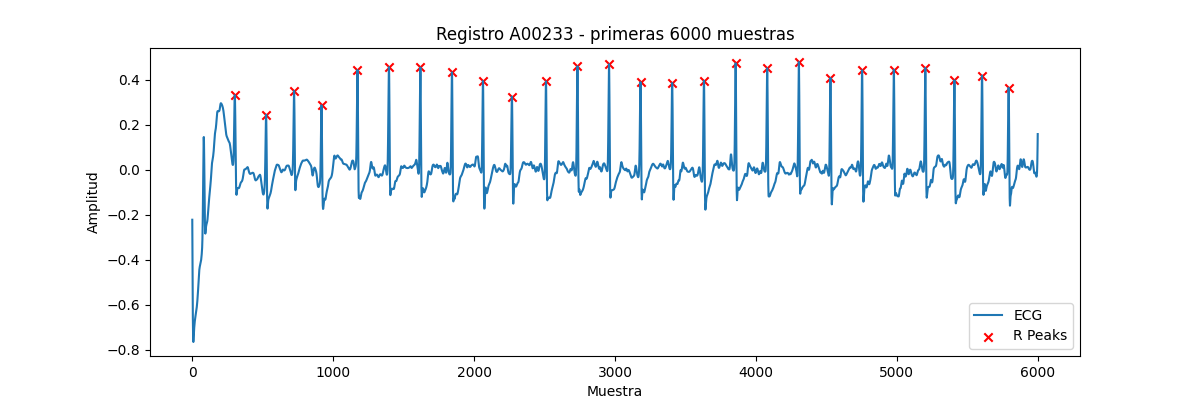 Registro A00233 - primeras 6000 muestras
Amplitud
0.4
0.2
0.0
−0.2
−0.4
−0.6
−0.8
0 1000 2000 3000 4000 5000 6000
Muestra
ECG
R Peaks